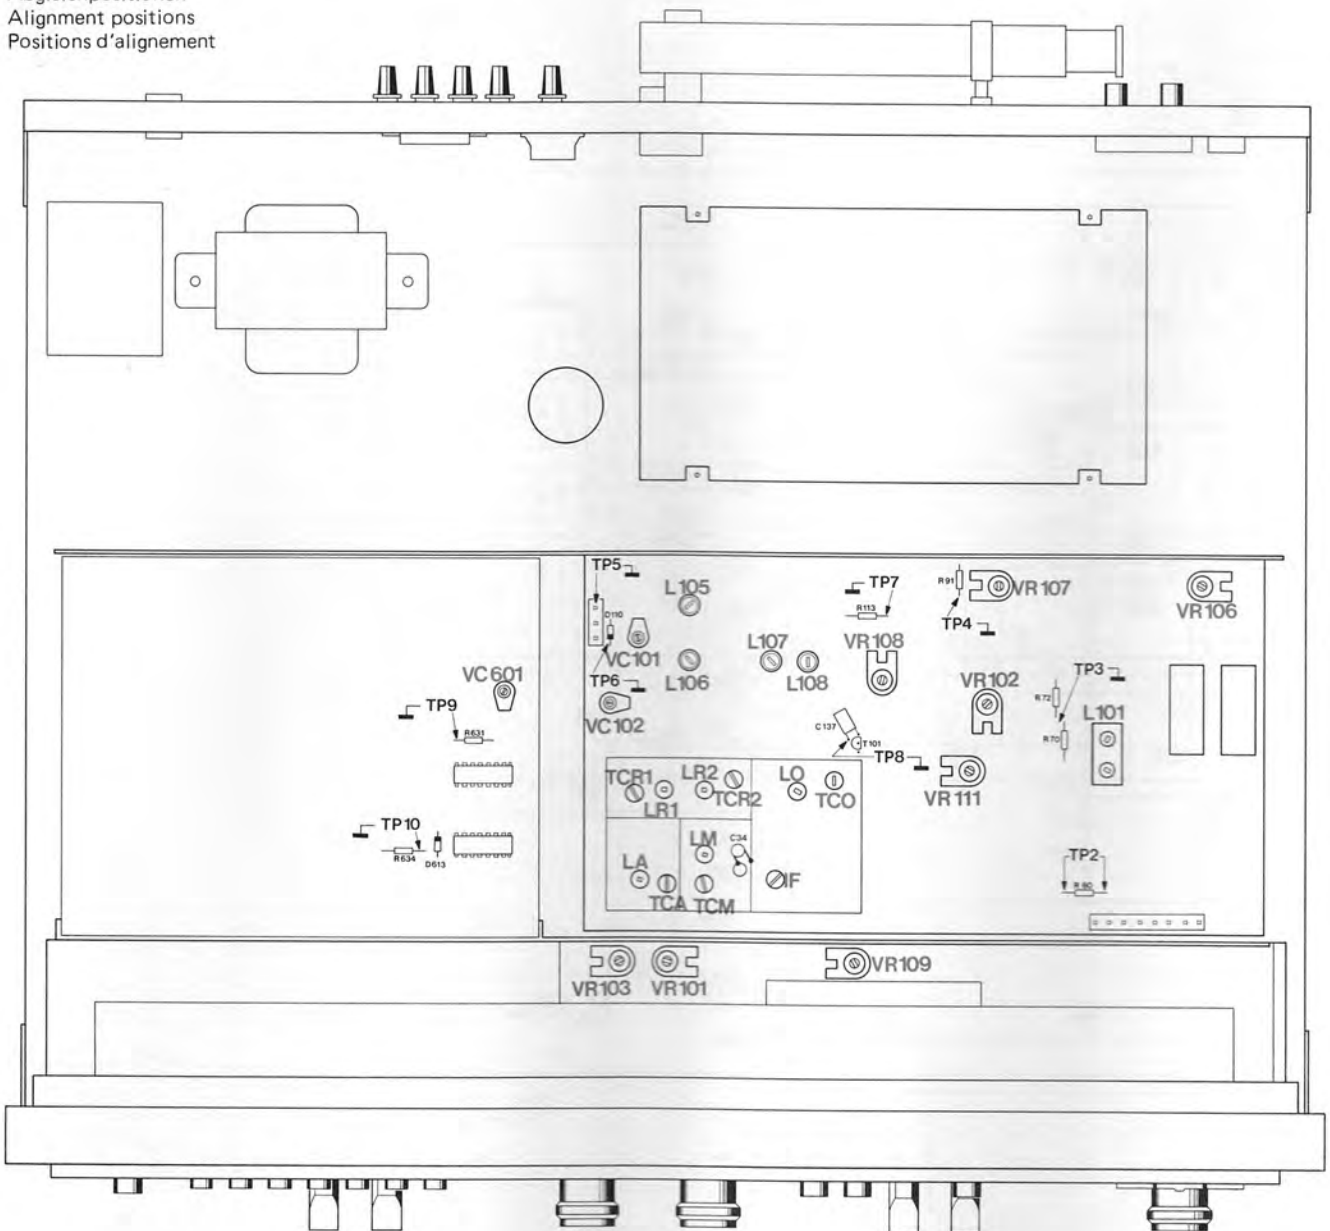 Alignment positions
Positions d'alignement
TP5
L105
D110
VC101
TP6
L106
VC102
TP7
R113
R91
VR107
TP4
VR106
L107
L108
VR108
VR102
TP3
R72
R70
L101
C137
T101
TP8
VR111
VC601
TP9
R631
TP10
R634
D613
TCR1
LR1
LR2
TCR2
LO
TCO
LM
C34
LA
TCA
TCM
IF
TP2
R80
VR103
VR101
VR109